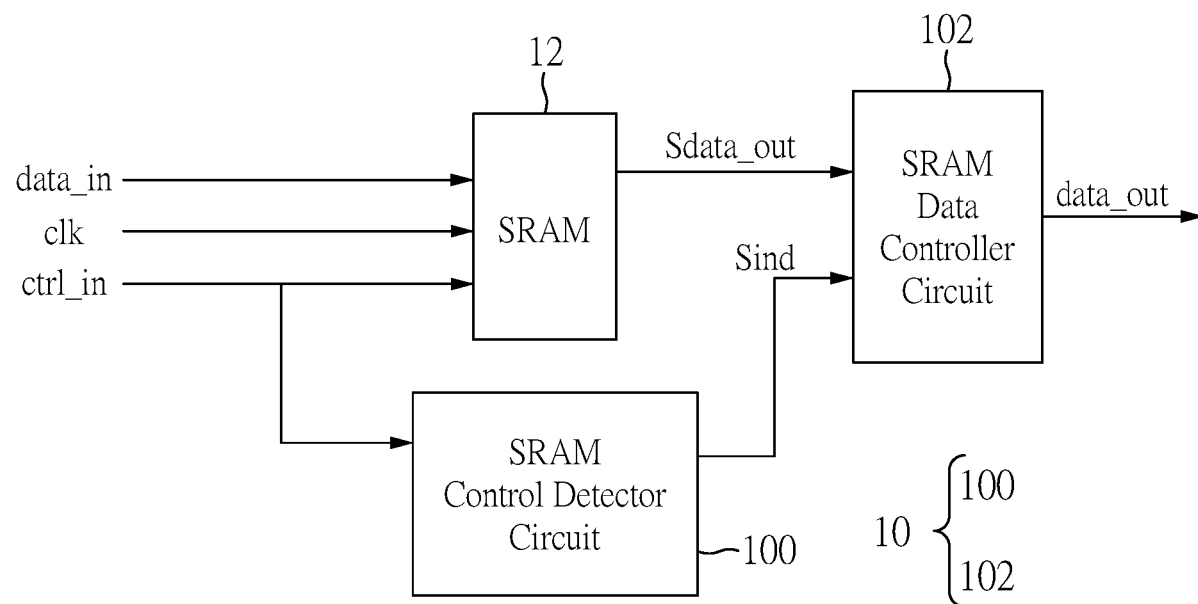 12
102
data_in
clk
ctrl_in
SRAM
Sdata_out
Sind
SRAM
Data
Controller
Circuit
data_out
SRAM
Control Detector
Circuit
100
10
100
102